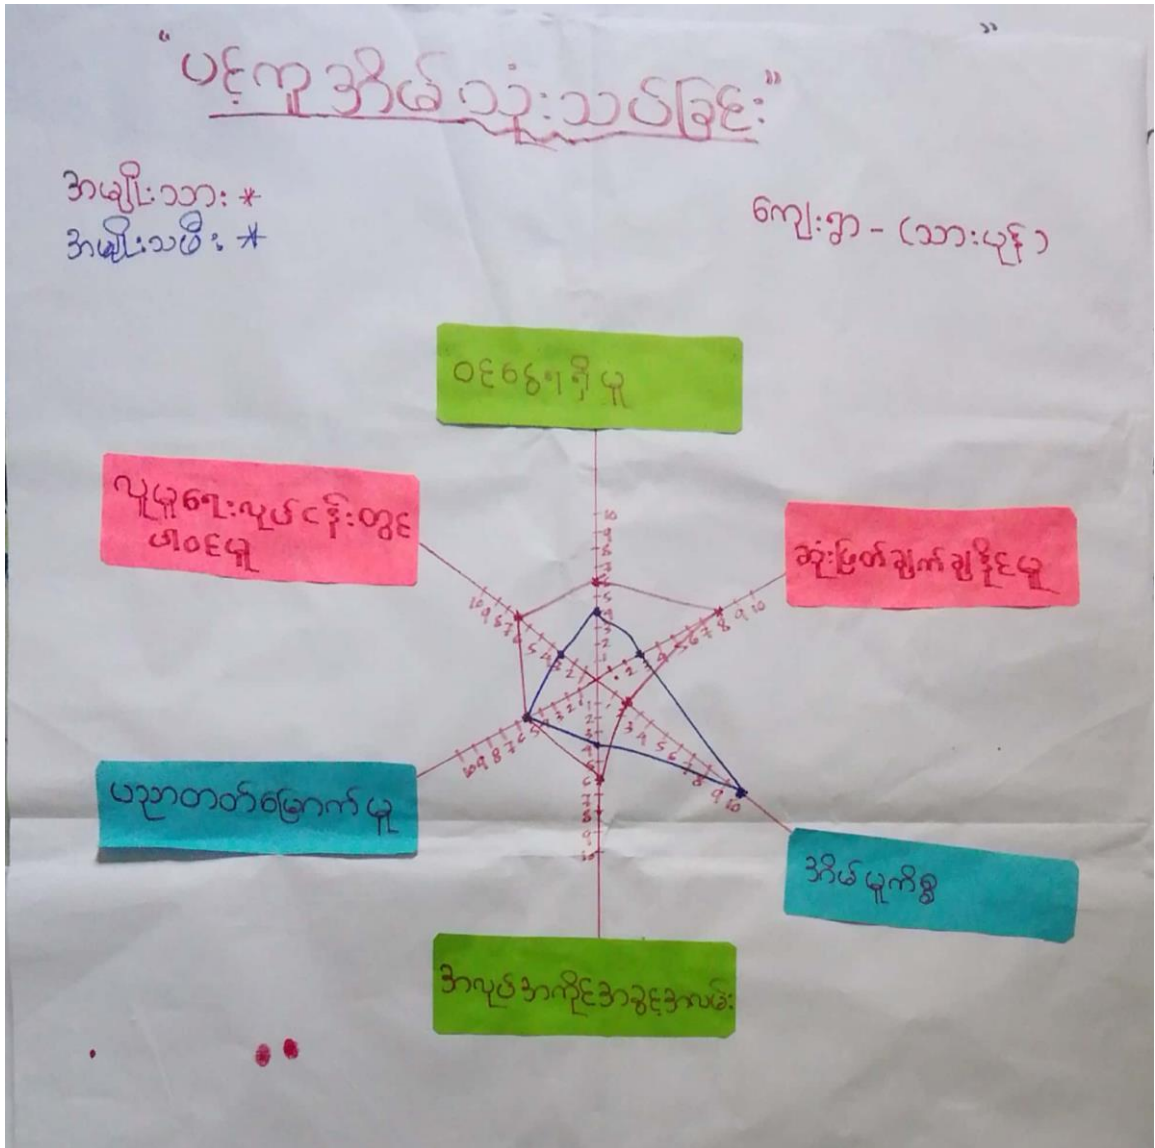 "ပင့်ကူအိမ်သုံးသပ်ခြင်း"
"
အမျိုးသား *
အမျိုးသမီး *
ကျေးရွာ - (သားပုန်)
ဝင်ငွေရရှိမှု
လူမှုရေးလုပ်ငန်းတွင်
ပါဝင်မှု
ဆုံးဖြတ်ချက်ချနိုင်မှု
ပညာတတ်မြောက်မှု
အိမ်မှုကိစ္စ
အလုပ်အကိုင်အခွင့်အလမ်း